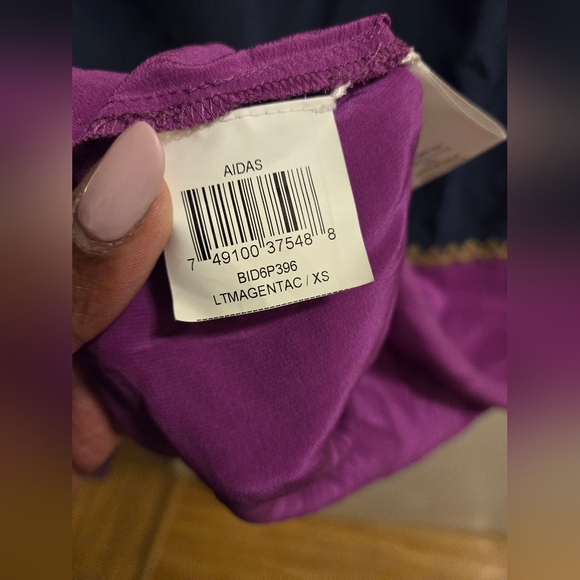 AIDAS
7 49100 37548 8
BID6P396
LTMAGENTAC / XS